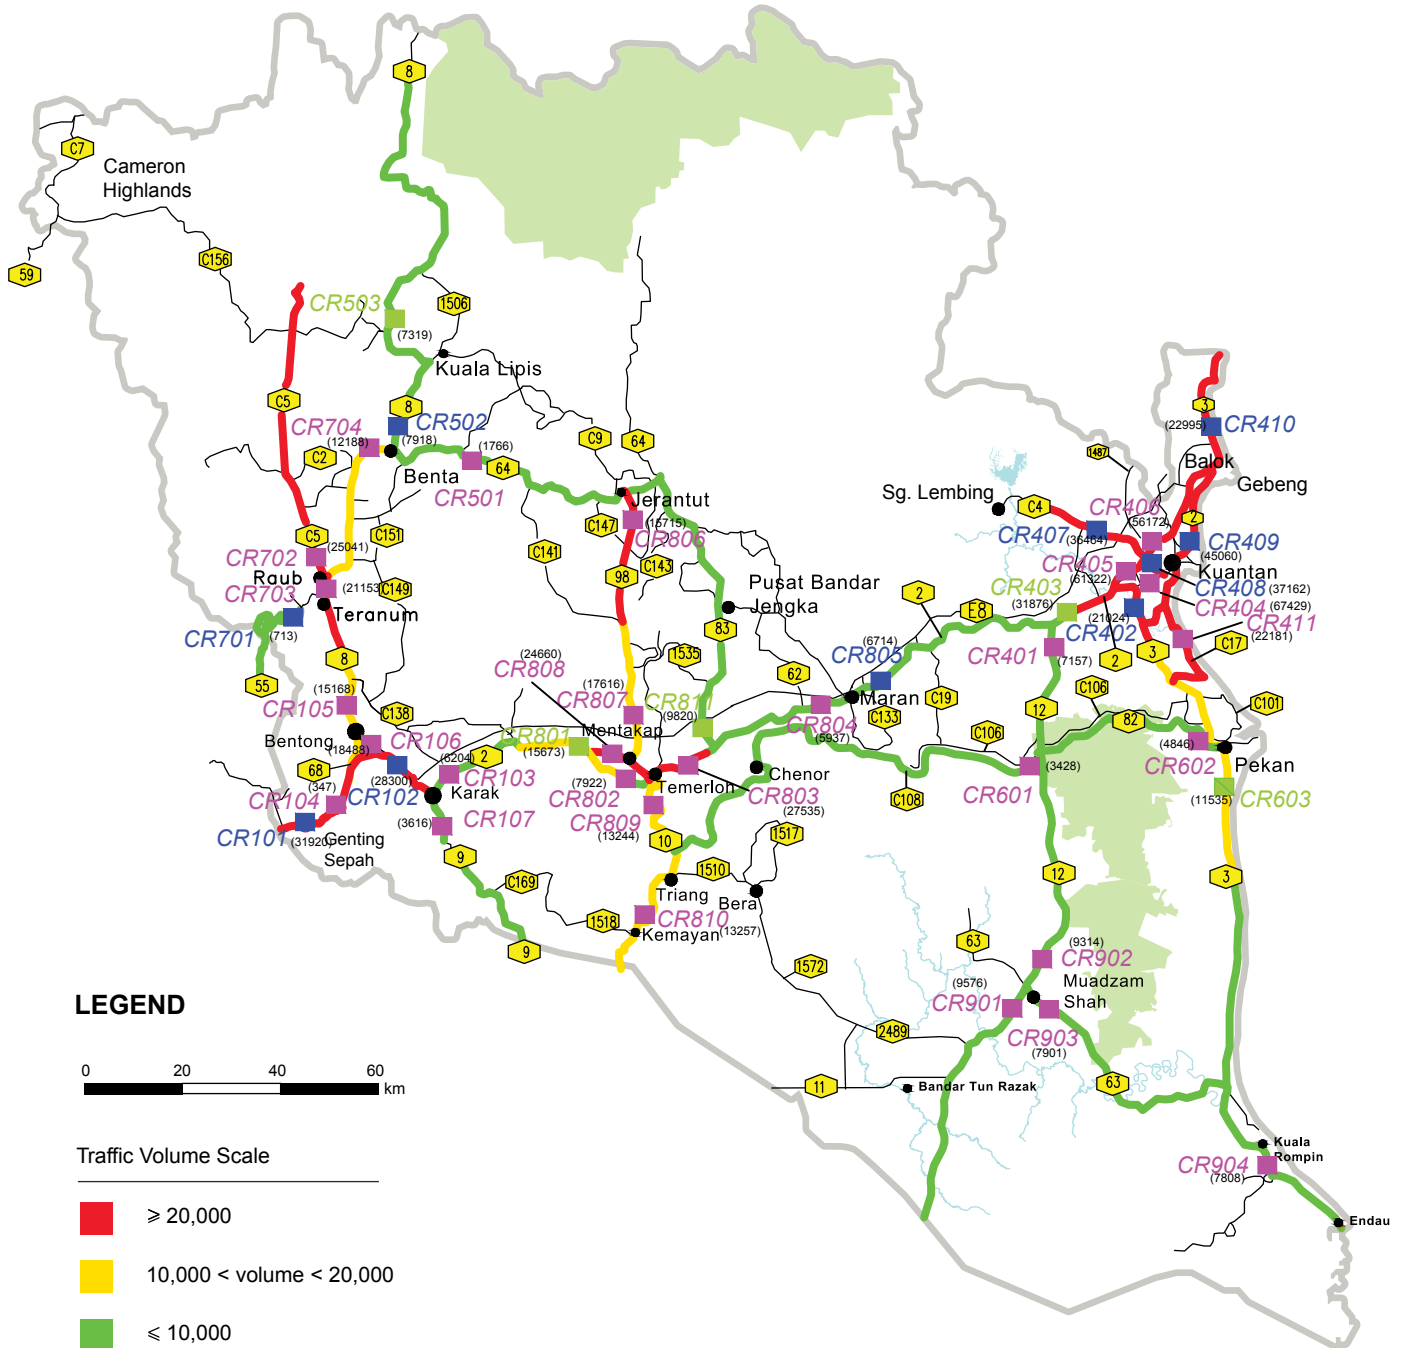 8
C7
Cameron
Highlands
59
C156
CR503
1506
(7319)
Kuala Lipis
C5
8
CR502
CR704
(12188)
(7918)
(1766)
C9
64
C2
Benta
64
CR501
Jerantut
C147
(15715)
CR806
C5
C151
C141
C143
CR702
(25041)
98
Raub
CR703
(21153)
C149
Teranum
CR701
(713)
Pusat Bandar
Jengka
83
8
55
3
CR410
(22995)
1487
Balok
Gebeng
Sg. Lembing
C4
CR406
(56172)
2
CR407
(36464)
CR409
(45060)
CR405
(61322)
Kuantan
CR403
(31876)
CR408
(37162)
CR404
(67429)
2
E8
CR402
(21024)
CR411
(22181)
C17
(6714)
CR805
CR401
(7157)
2
3
(24660)
CR808
1535
62
(15168)
CR105
C138
(17616)
CR807
CR811
(9820)
Maran
C19
C106
C101
Bentong
CR106
(18488)
Mentakap
CR804
(5937)
C133
12
82
CR801
(15673)
2
(6204)
C106
(4846)
CR602
68
(347)
(28300)
CR102
CR103
(7922)
CR802
Temerloh
Chenor
(3428)
CR601
Pekan
CR104
Karak
CR803
(27535)
C108
CR603
(11535)
CR101
(31920)
Genting
Sepah
(3616)
CR107
CR809
(13244)
10
1517
9
C169
1510
12
3
Triang
Bera
1518
CR810
(13257)
Kemayan
9
63
(9314)
CR902
1572
(9576)
CR901
Muadzam
Shah
CR903
(7901)
2489
11
Bandar Tun Razak
63
Kuala
Rompin
CR904
(7808)
Endau
LEGEND
0 20 40 60
km
Traffic Volume Scale
⩾ 20,000
10,000 < volume < 20,000
⩽ 10,000